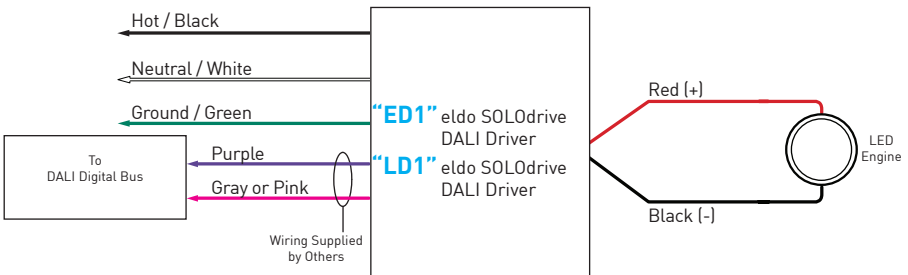 Hot / Black
Neutral / White
Ground / Green
To
DALI Digital Bus
Purple
Gray or Pink
Wiring Supplied
by Others
"ED1" eldo SOLOdrive
DALI Driver
"LD1" eldo SOLOdrive
DALI Driver
Red (+)
Black (-)
LED
Engine